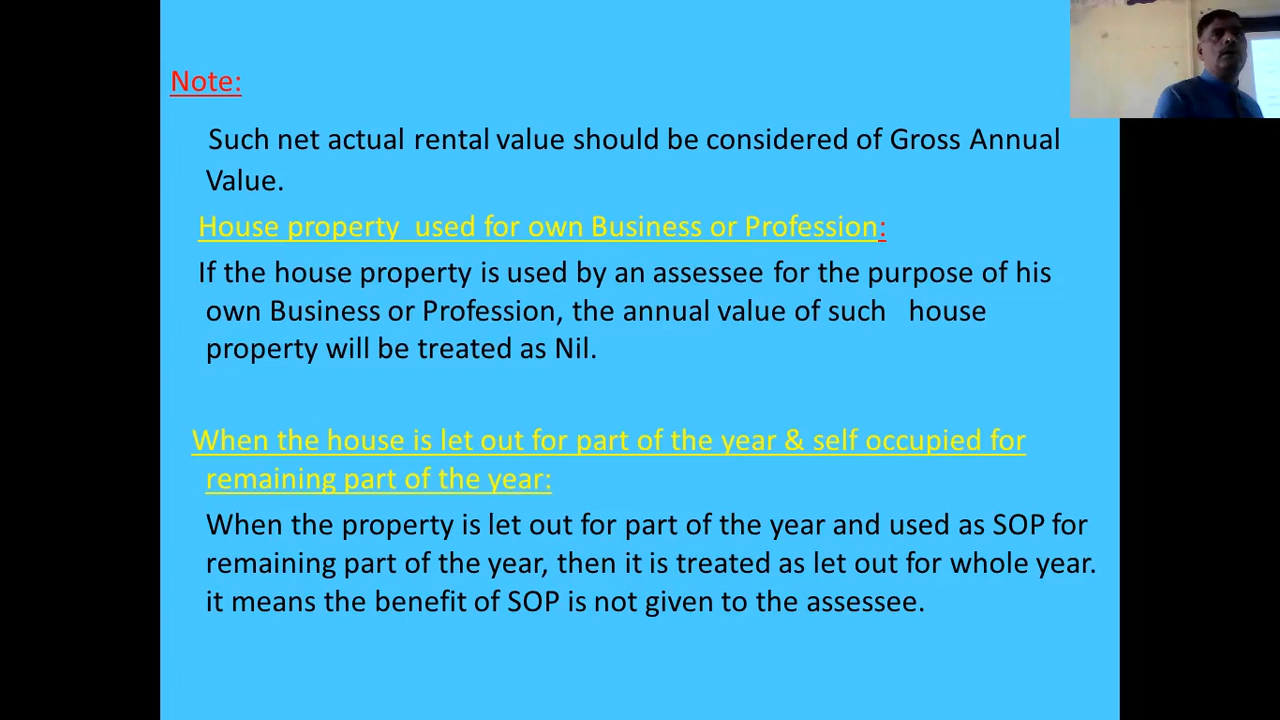 Note:
Such net actual rental value should be considered of Gross Annual
Value.
House property used for own Business or Profession:
If the house property is used by an assessee for the purpose of his
own Business or Profession, the annual value of such house
property will be treated as Nil.
When the house is let out for part of the year & self occupied for
remaining part of the year:
When the property is let out for part of the year and used as SOP for
remaining part of the year, then it is treated as let out for whole year.
it means the benefit of SOP is not given to the assessee.